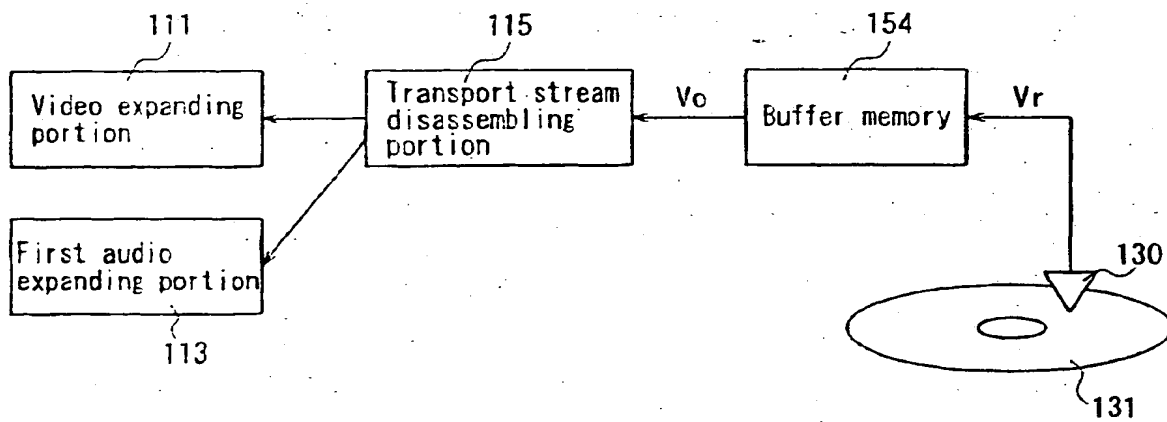 111
115
154
Video expanding
portion
Transport stream
disassembling
portion
Vo
Buffer memory
Vr
First audio
expanding portion
113
130
131